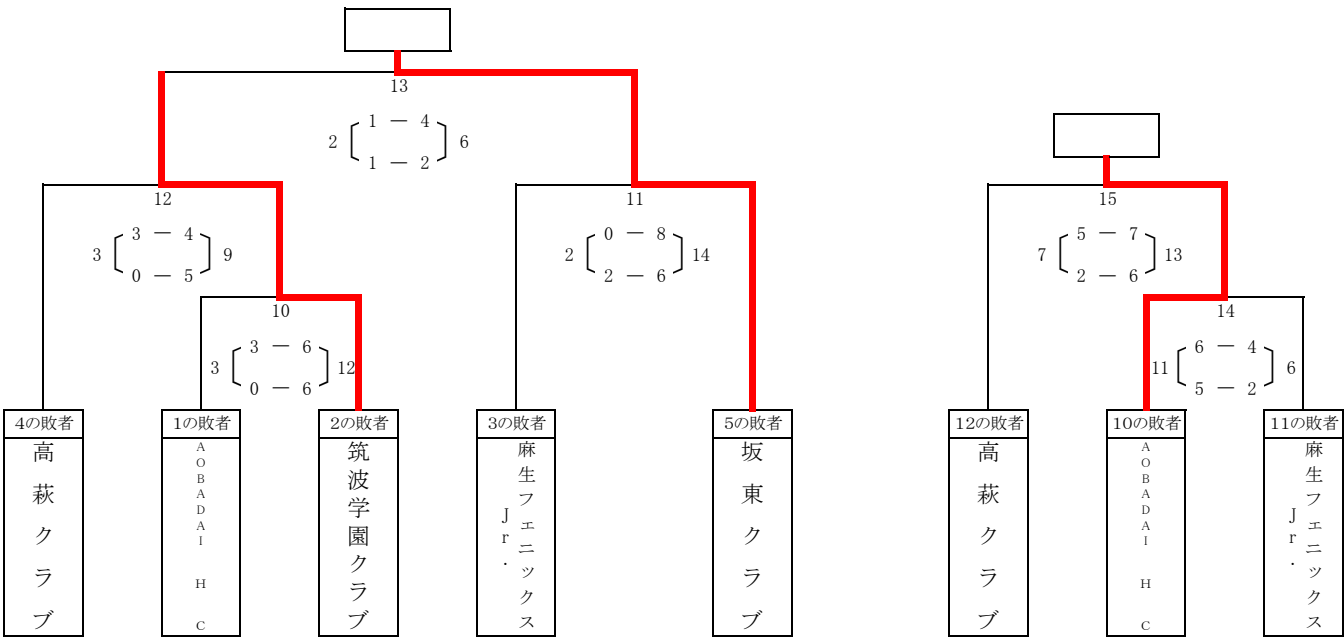 13
1 － 4
2 6
1 － 2
12
3 － 4
3 9
0 － 5
11
0 － 8
2 14
2 － 6
10
3 － 6
3 12
0 － 6
15
5 － 7
7 13
2 － 6
14
6 － 4
11 6
5 － 2
4の敗者
高萩クラブ
1の敗者
AOBADAI H C
2の敗者
筑波学園クラブ
3の敗者
麻生フェニックス
Jr.
5の敗者
坂東クラブ
12の敗者
高萩クラブ
10の敗者
AOBADAI H C
11の敗者
麻生フェニックス
Jr.